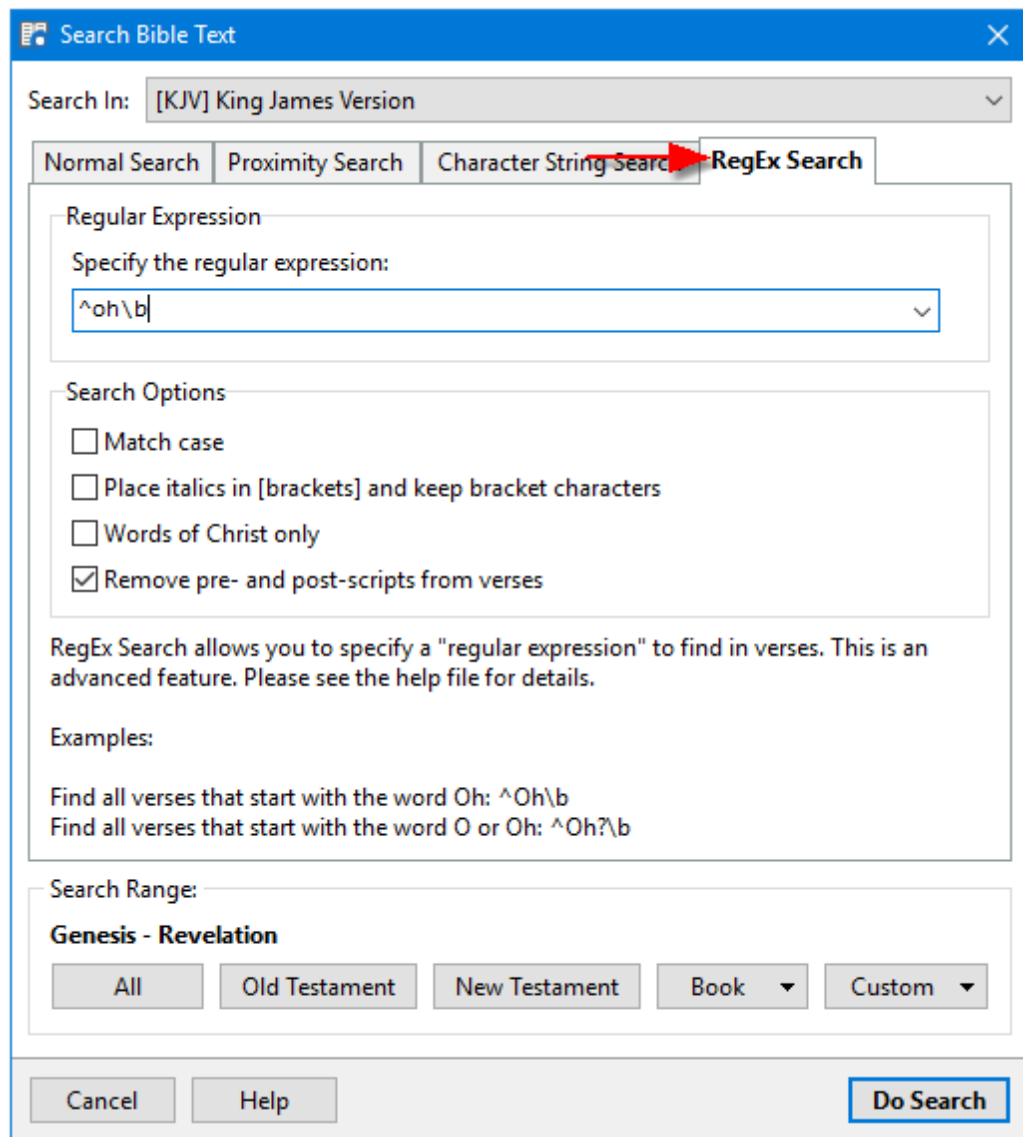 Search Bible Text
Search In: [KJV] King James Version
Normal Search Proximity Search Character String Search RegEx Search
Regular Expression
Specify the regular expression:
^oh\b
Search Options
Match case
Place italics in [brackets] and keep bracket characters
Words of Christ only
Remove pre- and post-scripts from verses
RegEx Search allows you to specify a "regular expression" to find in verses. This is an
advanced feature. Please see the help file for details.
Examples:
Find all verses that start with the word Oh: ^Oh\b
Find all verses that start with the word O or Oh: ^Oh?\b
Search Range:
Genesis - Revelation
All Old Testament New Testament Book Custom
Cancel Help Do Search